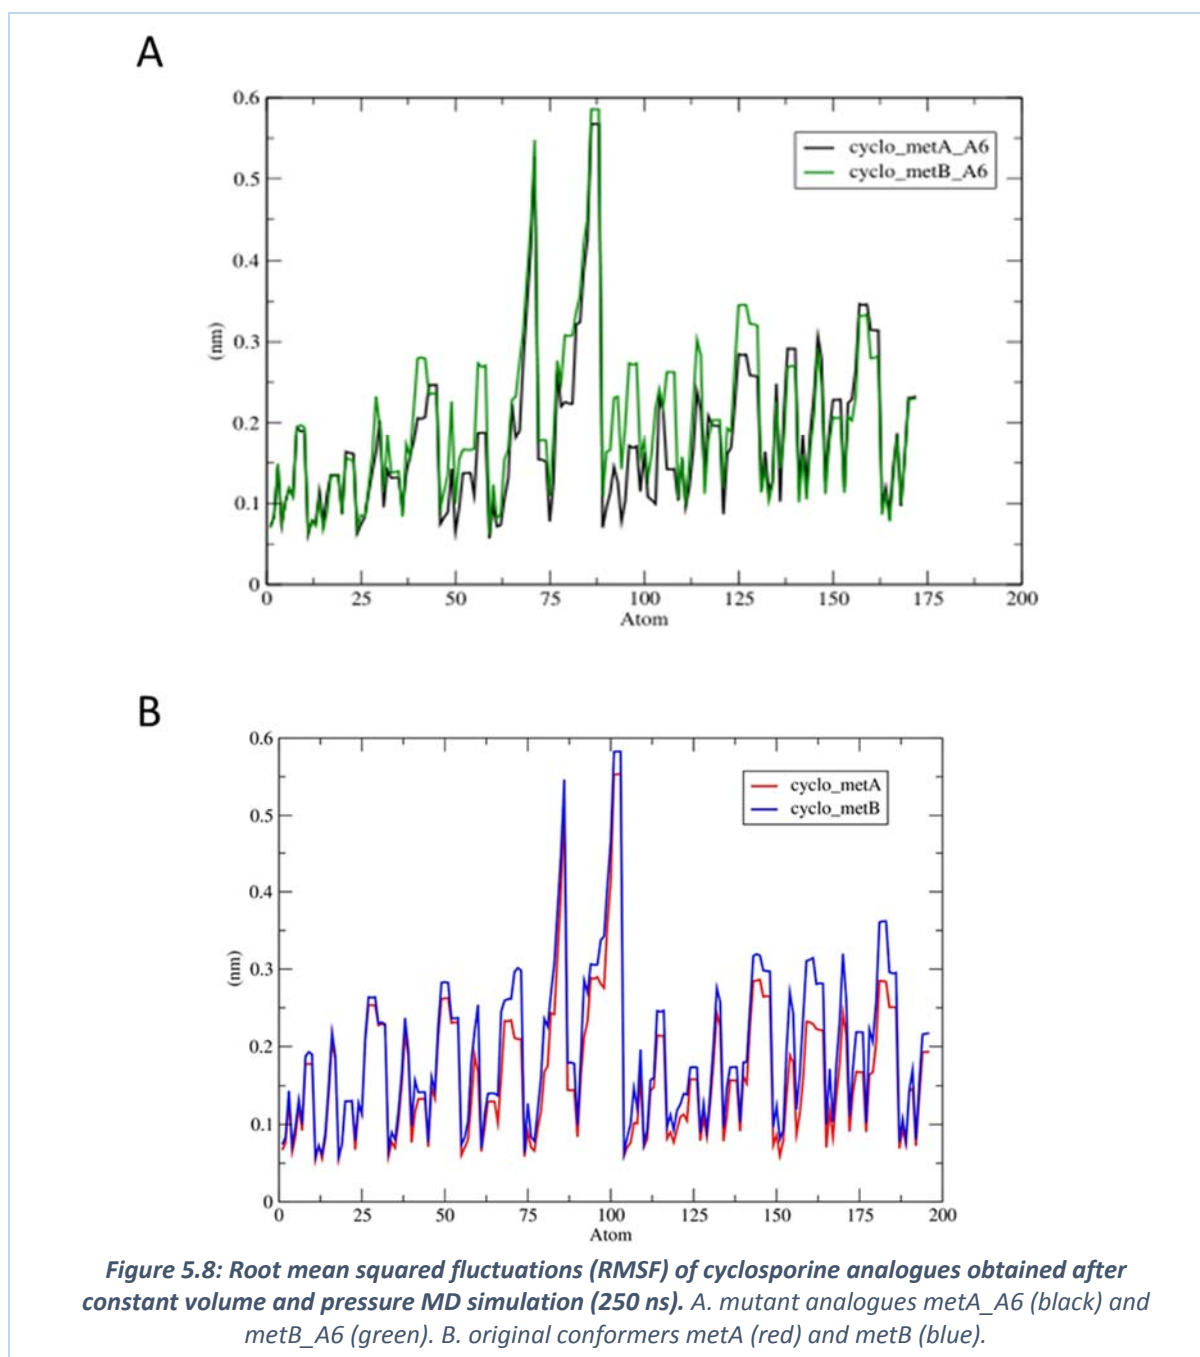 A
0.6
0.5
0.4
0.3
0.2
0.1
0
(nm)
cyclo_metA_A6
cyclo_metB_A6
0 25 50 75 100 125 150 175 200
Atom
B
0.6
0.5
0.4
0.3
0.2
0.1
0
(nm)
cyclo_metA
cyclo_metB
0 25 50 75 100 125 150 175 200
Atom
Figure 5.8: Root mean squared fluctuations (RMSF) of cyclosporine analogues obtained after
constant volume and pressure MD simulation (250 ns). A. mutant analogues metA_A6 (black) and
metB_A6 (green). B. original conformers metA (red) and metB (blue).